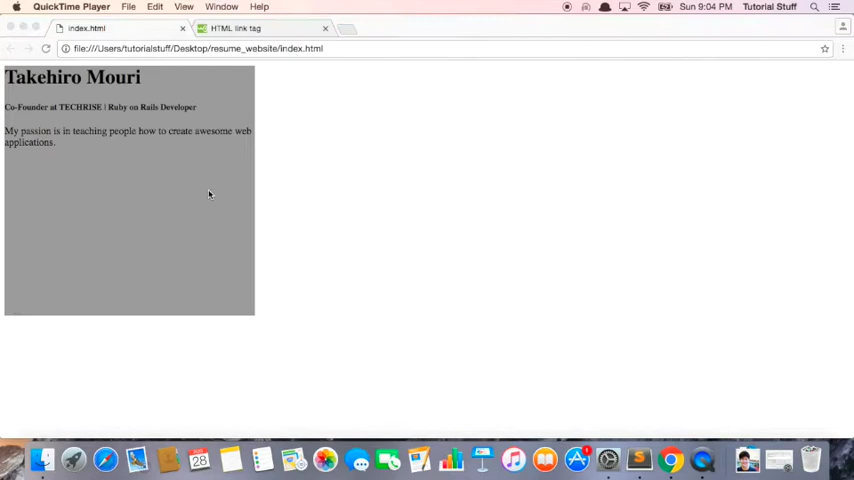 QuickTime Player File Edit View Window Help Sun 9:04 PM Tutorial Stuff
index.html HTML link tag
file:///Users/tutorialstuff/Desktop/resume_website/index.html
Takehiro Mouri
Co-Founder at TECHRISE | Ruby on Rails Developer
My passion is in teaching people how to create awesome web
applications.
28
1